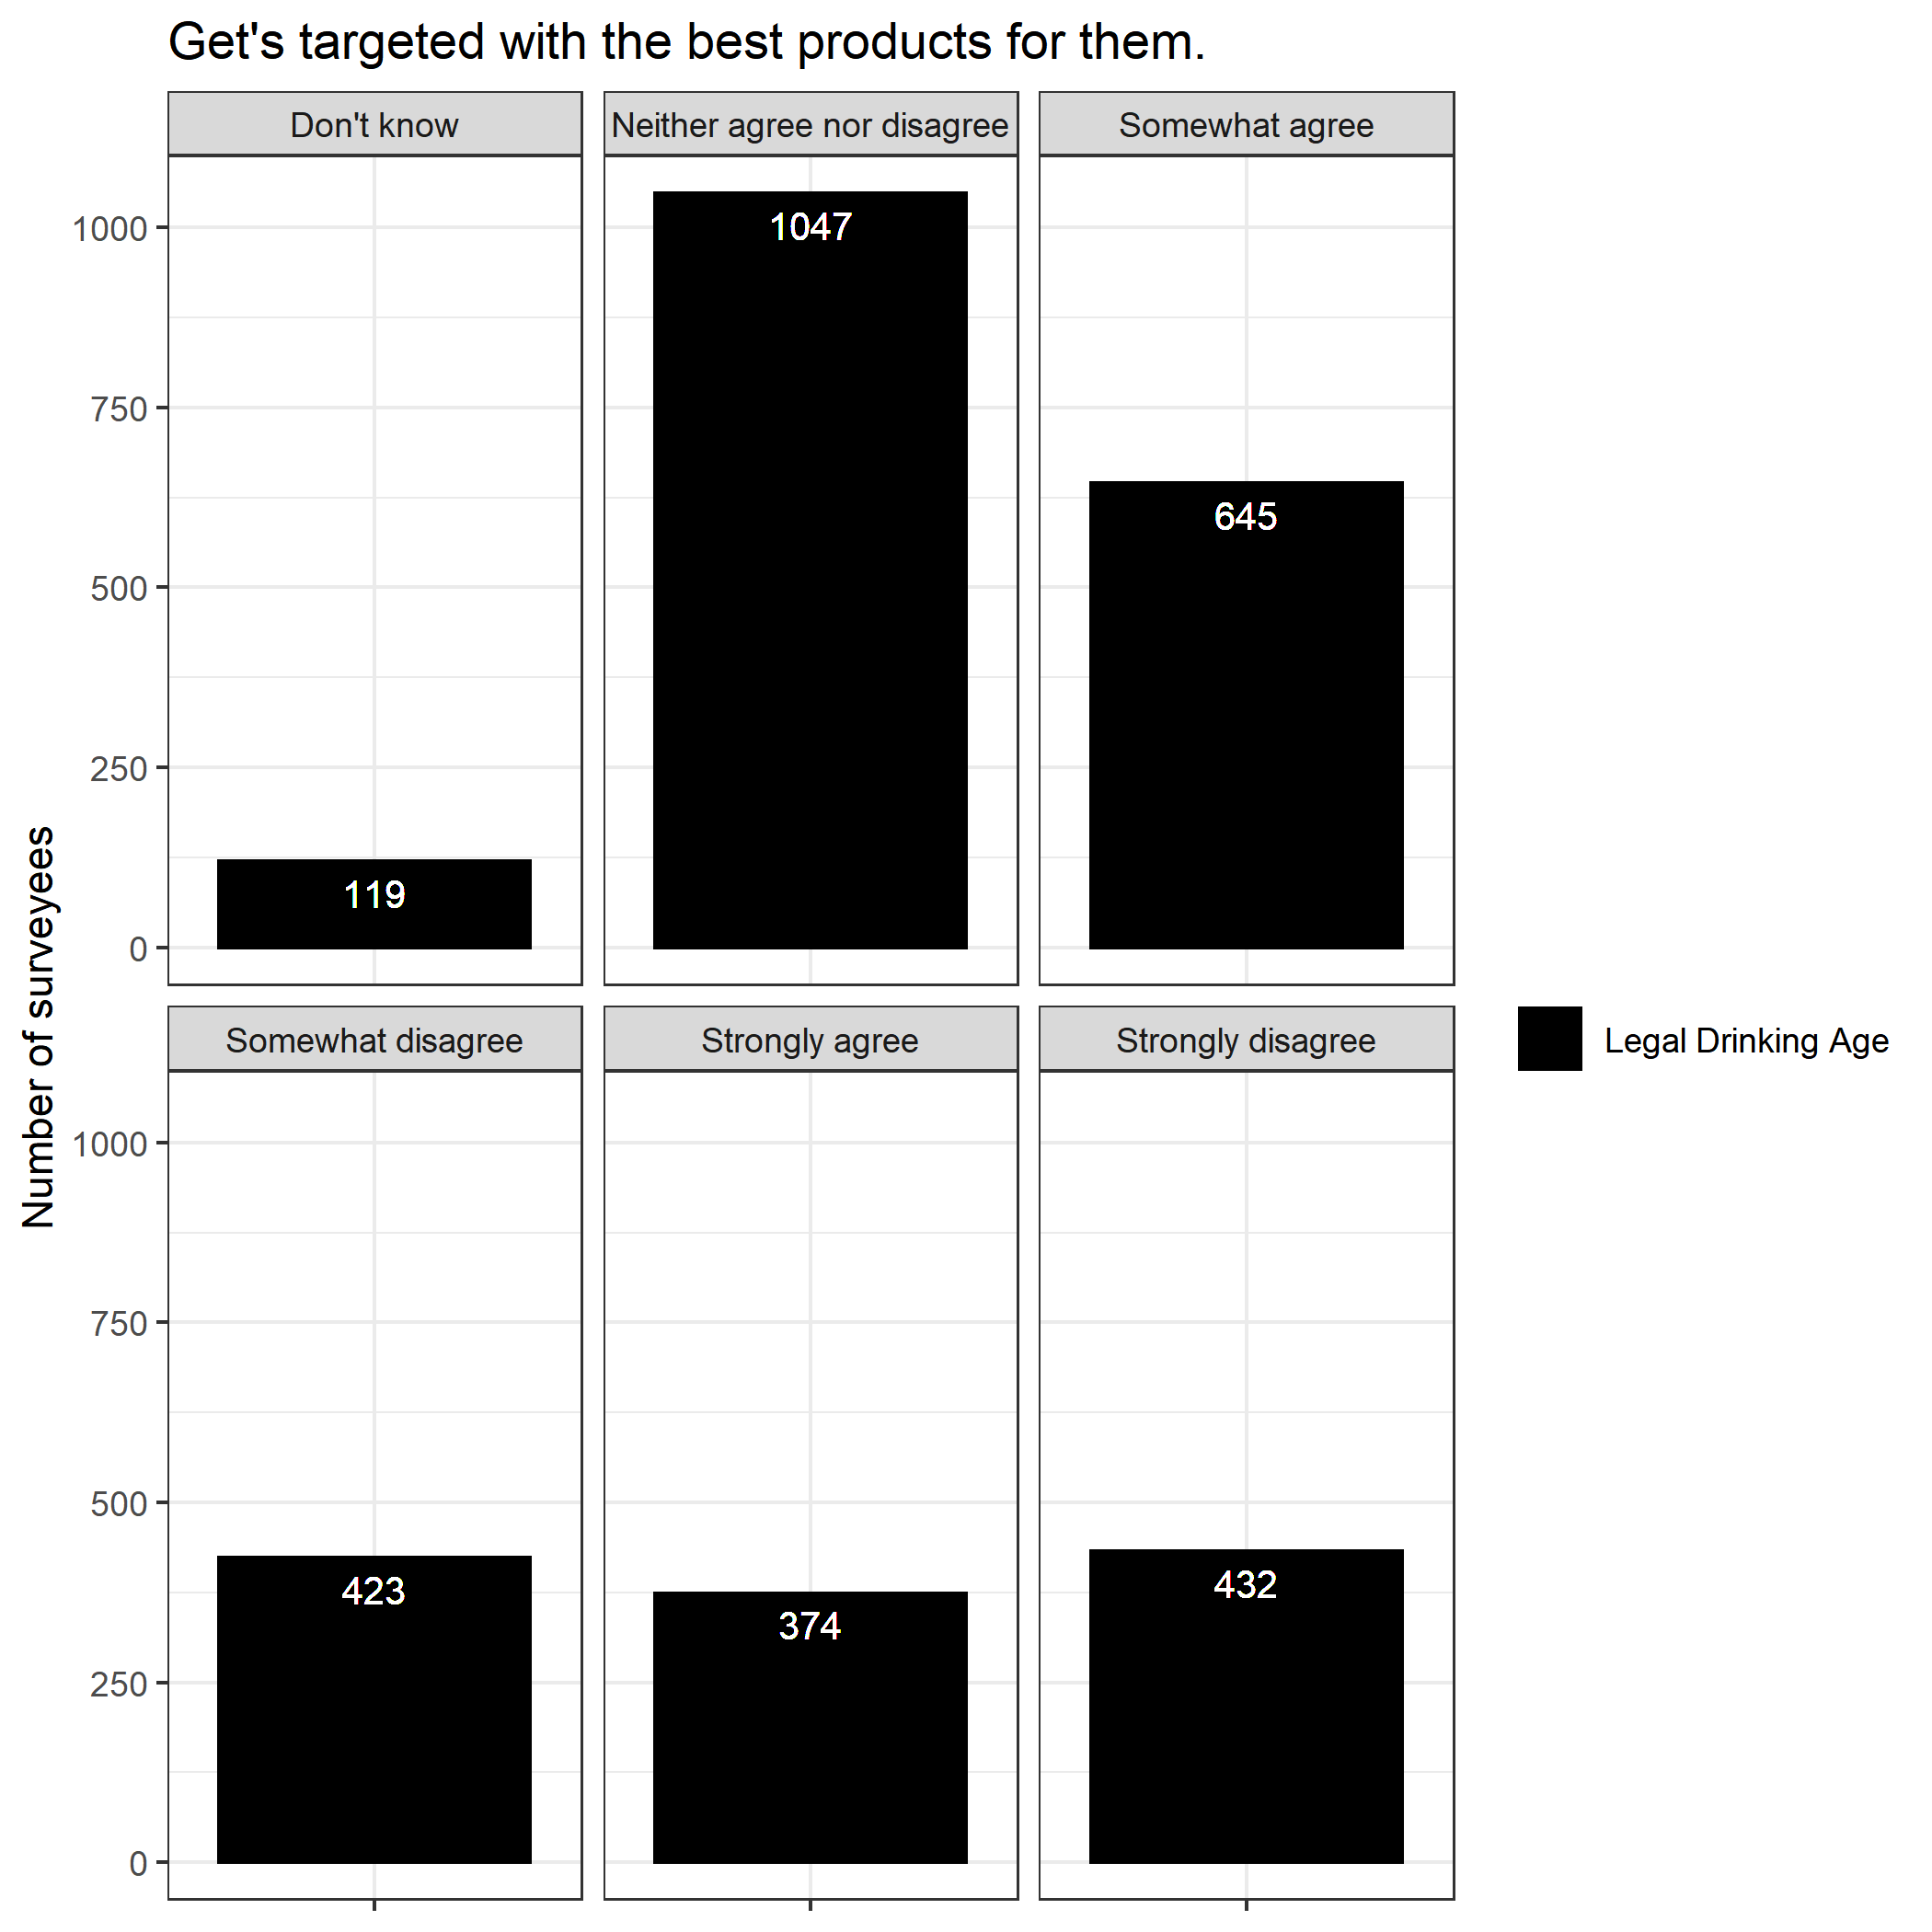 Get's targeted with the best products for them.
Don't know
Neither agree nor disagree
Somewhat agree
1000
750
500
250
0
1047
645
119
Number of surveyees
Somewhat disagree
Strongly agree
Strongly disagree
1000
750
500
250
0
423
374
432
Legal Drinking Age